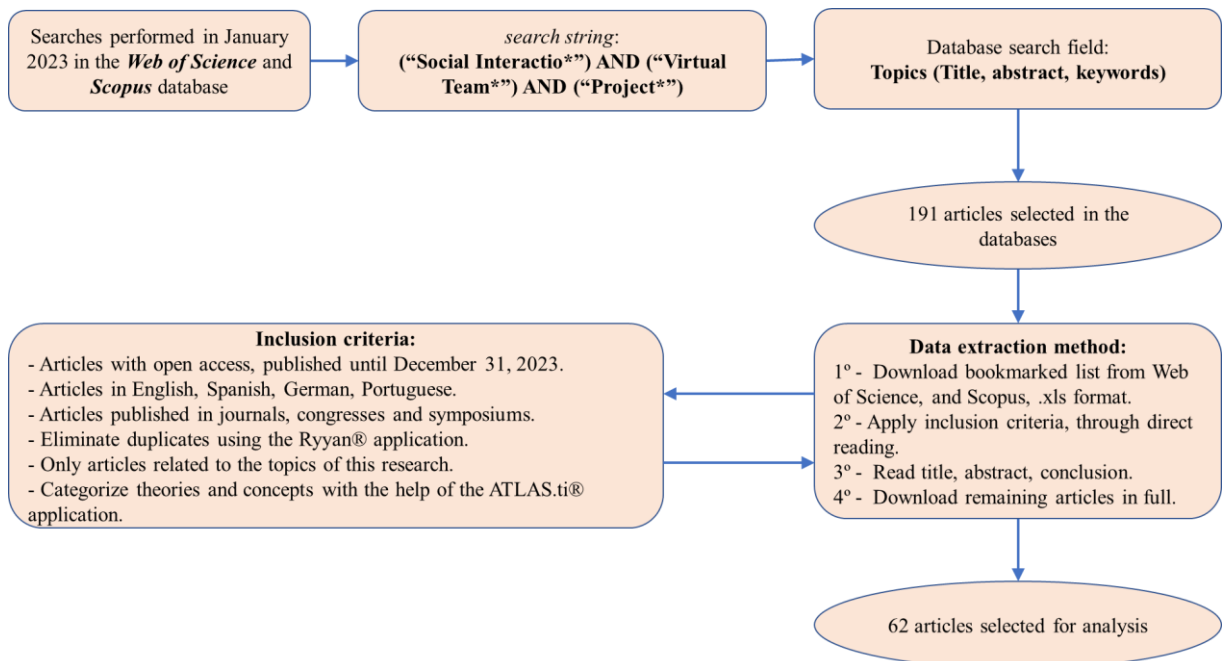 Searches performed in January
2023 in the Web of Science and
Scopus database
search string:
(“Social Interactio*”) AND (“Virtual
Team*”) AND (“Project*”)
Database search field:
Topics (Title, abstract, keywords)
191 articles selected in the
databases
Inclusion criteria:
- Articles with open access, published until December 31, 2023.
- Articles in English, Spanish, German, Portuguese.
- Articles published in journals, congresses and symposiums.
- Eliminate duplicates using the Ryyan® application.
- Only articles related to the topics of this research.
- Categorize theories and concepts with the help of the ATLAS.ti®
application.
Data extraction method:
1º - Download bookmarked list from Web
of Science, and Scopus, .xls format.
2º - Apply inclusion criteria, through direct
reading.
3º - Read title, abstract, conclusion.
4º - Download remaining articles in full.
62 articles selected for analysis